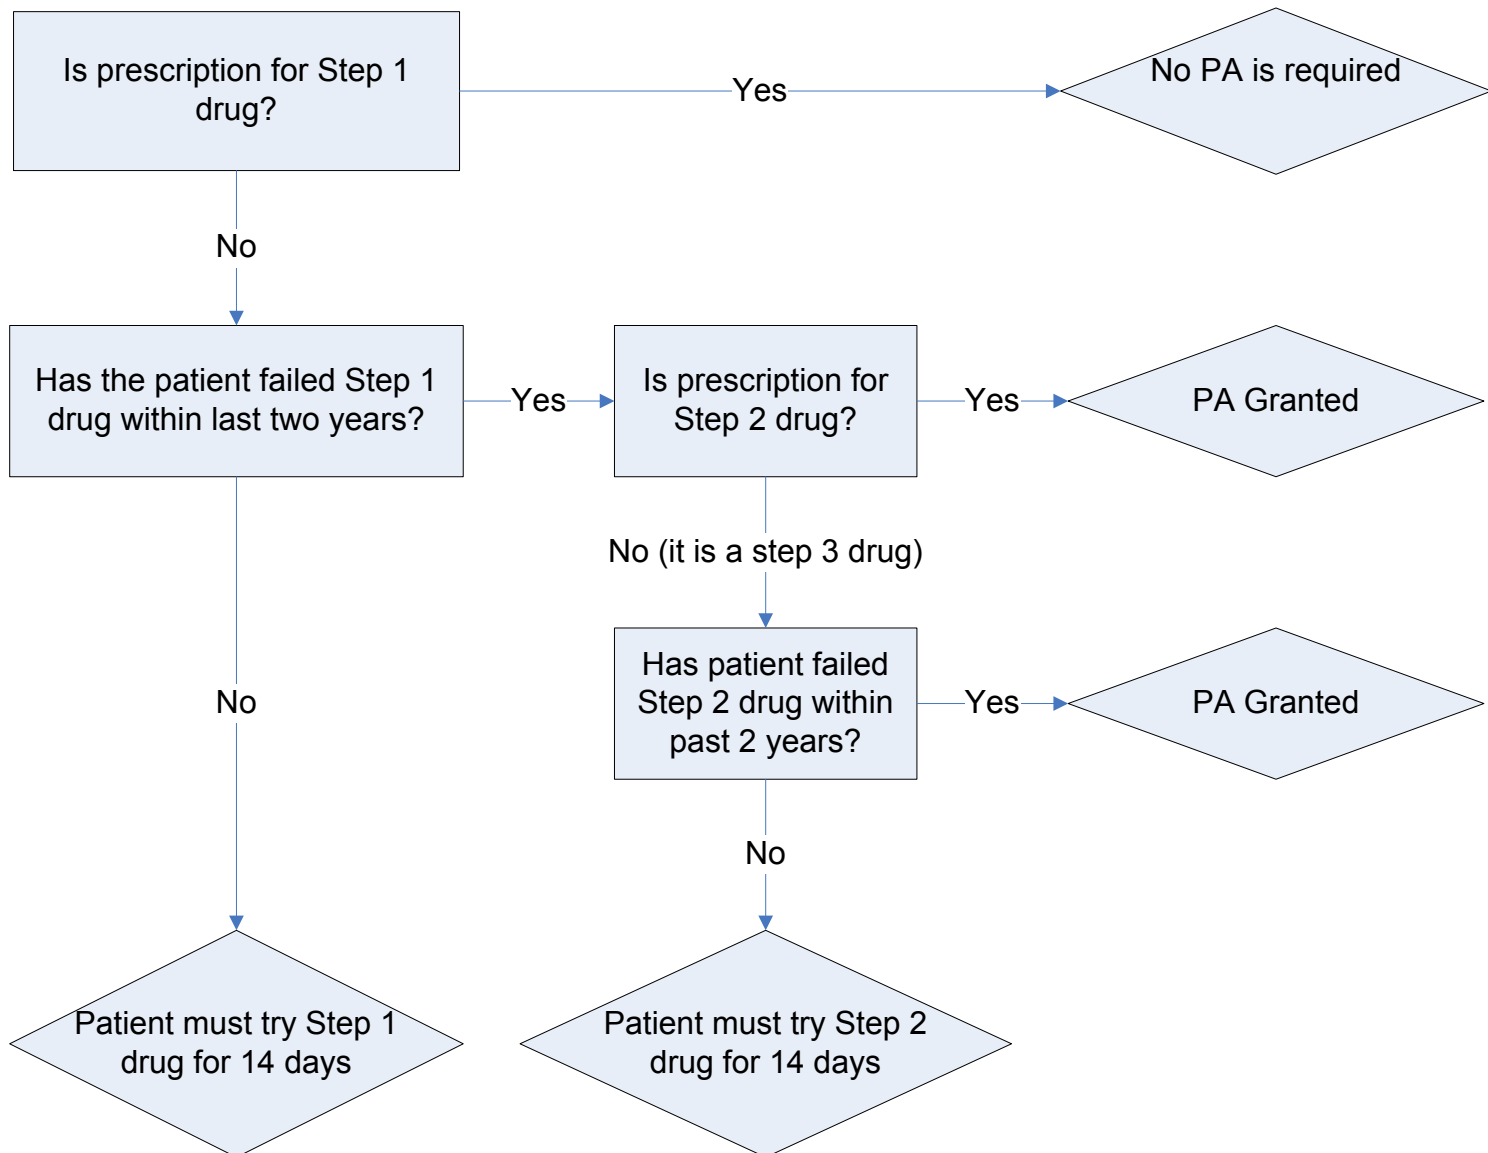 Is prescription for Step 1
drug?
Yes
No PA is required
No
Has the patient failed Step 1
drug within last two years?
Yes
Is prescription for
Step 2 drug?
Yes
PA Granted
No (it is a step 3 drug)
Has patient failed
Step 2 drug within
past 2 years?
Yes
PA Granted
No
No
Patient must try Step 1
drug for 14 days
Patient must try Step 2
drug for 14 days